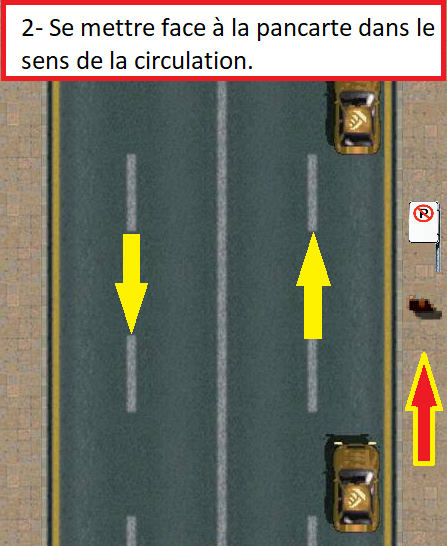 2- Se mettre face à la pancarte dans le
sens de la circulation.
P